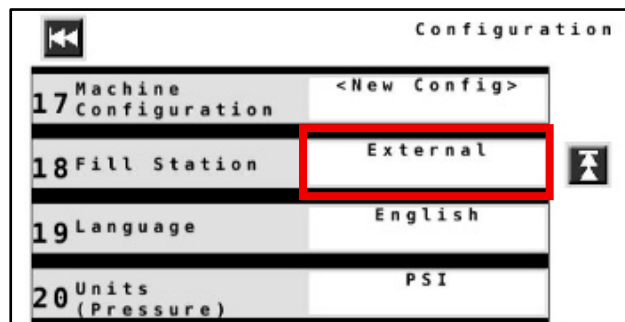 Configuration
17 Machine Configuration <New Config>
18 Fill Station External
19 Language English
20 Units (Pressure) PSI